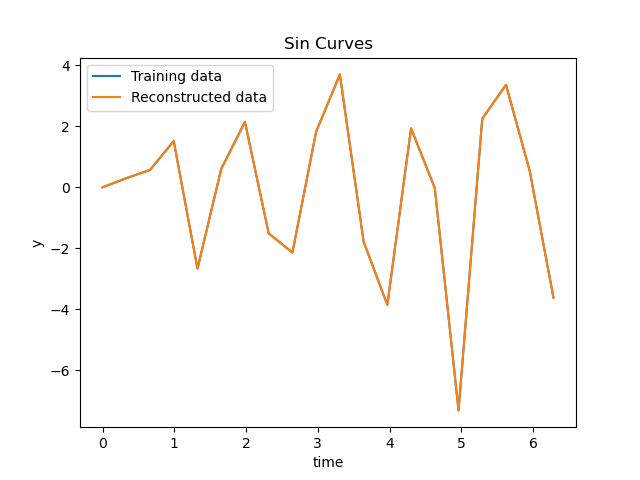 Sin Curves
Training data
Reconstructed data
4
2
0
−2
−4
−6
y
0 1 2 3 4 5 6
time